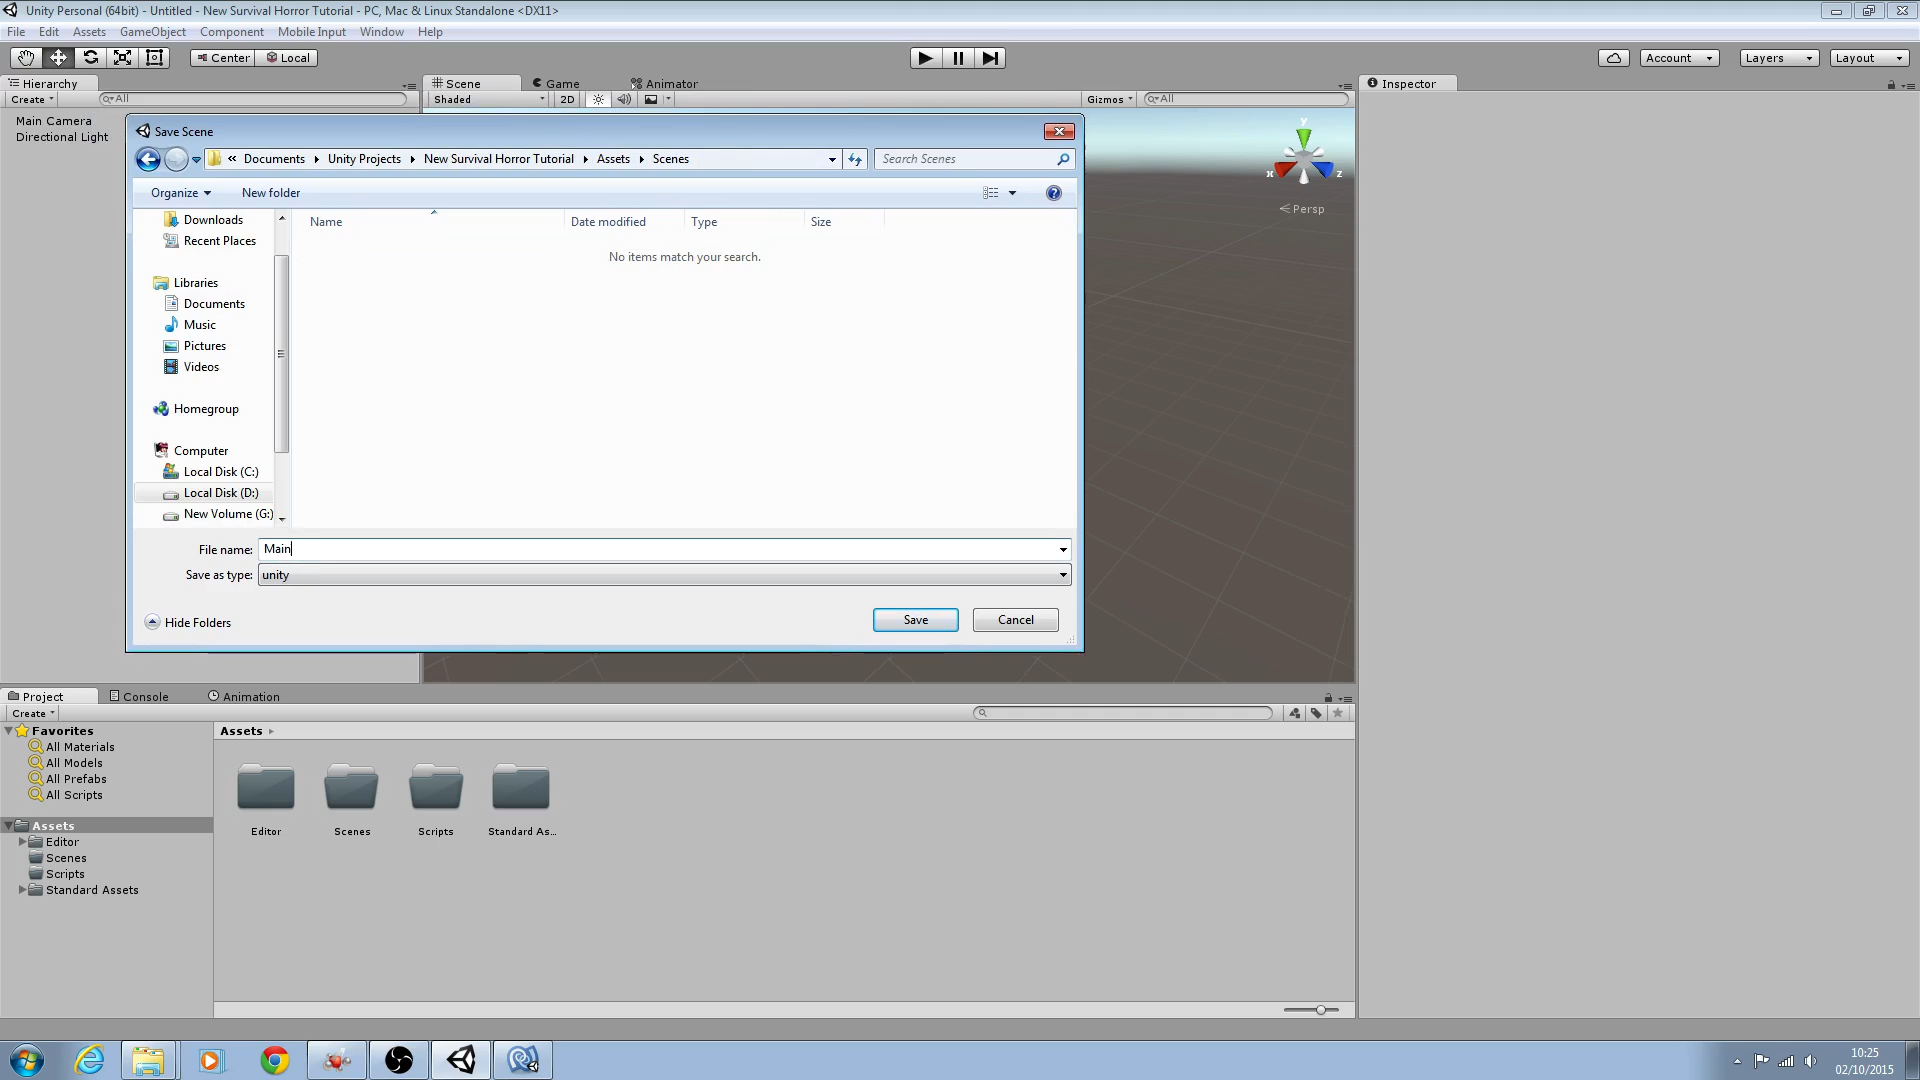 Unity Personal (64bit) - Untitled - New Survival Horror Tutorial - PC, Mac & Linux Standalone <DX11>
File Edit Assets GameObject Component Mobile Input Window Help
Center Local
Account Layers Layout
Hierarchy
Create All
Main Camera
Directional Light
Scene Game Animator
Shaded 2D Gizmos All
Inspector
y
x z
Persp
Save Scene
« Documents Unity Projects New Survival Horror Tutorial Assets Scenes
Search Scenes
Organize New folder
Downloads
Recent Places
Libraries
Documents
Music
Pictures
Videos
Homegroup
Computer
Local Disk (C:)
Local Disk (D:)
New Volume (G:)
Name Date modified Type Size
No items match your search.
File name: Main
Save as type: unity
Hide Folders
Save Cancel
Project Console Animation
Create
Favorites
All Materials
All Models
All Prefabs
All Scripts
Assets
Editor
Scenes
Scripts
Standard Assets
Assets
Editor Scenes Scripts Standard As...
10:25
02/10/2015